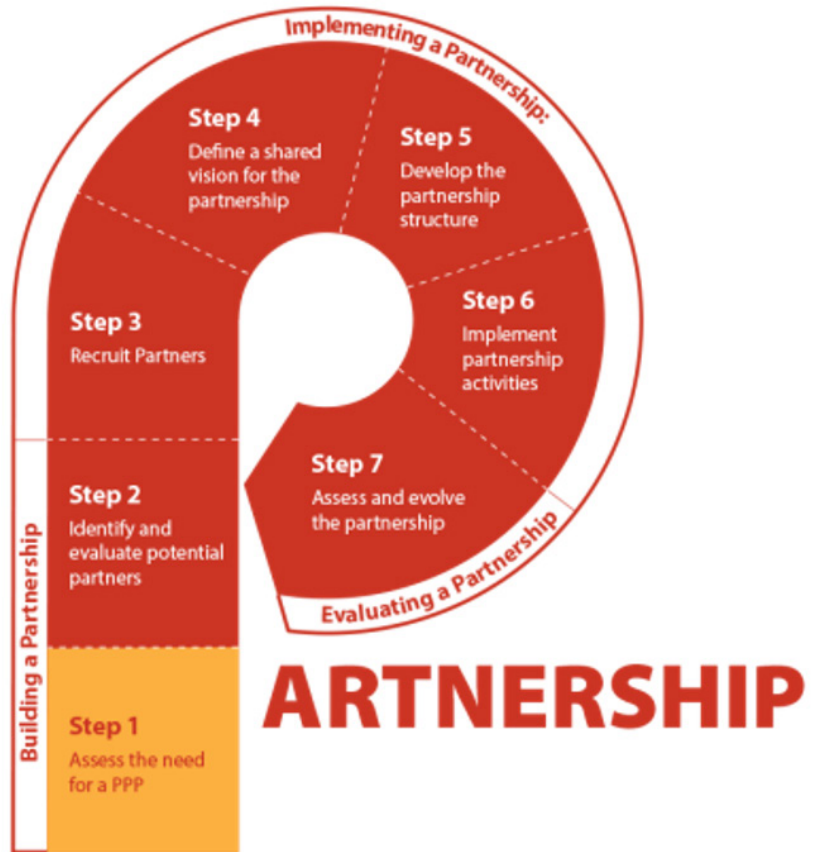 Building a Partnership
Step 1
Assess the need
for a PPP
Step 2
Identify and
evaluate potential
partners
Implementing a Partnership:
Step 3
Recruit Partners
Step 4
Define a shared
vision for the
partnership
Step 5
Develop the
partnership
structure
Step 6
Implement
partnership
activities
Evaluating a Partnership
Step 7
Assess and evolve
the partnership
ARTNERSHIP